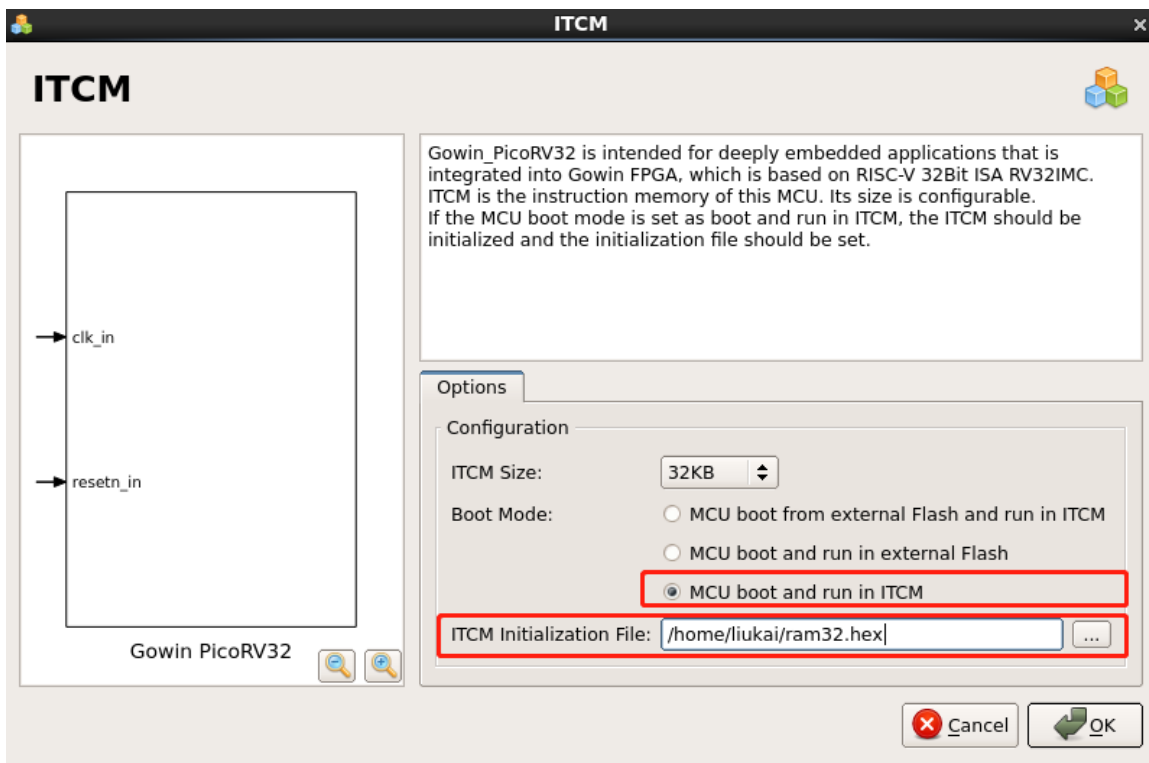 ITCM
ITCM
Gowin_PicoRV32 is intended for deeply embedded applications that is
integrated into Gowin FPGA, which is based on RISC-V 32Bit ISA RV32IMC.
ITCM is the instruction memory of this MCU. Its size is configurable.
If the MCU boot mode is set as boot and run in ITCM, the ITCM should be
initialized and the initialization file should be set.
clk_in
resetn_in
Gowin PicoRV32
Options
Configuration
ITCM Size: 32KB
Boot Mode: MCU boot from external Flash and run in ITCM
MCU boot and run in external Flash
MCU boot and run in ITCM
ITCM Initialization File: /home/liukai/ram32.hex ...
Cancel OK